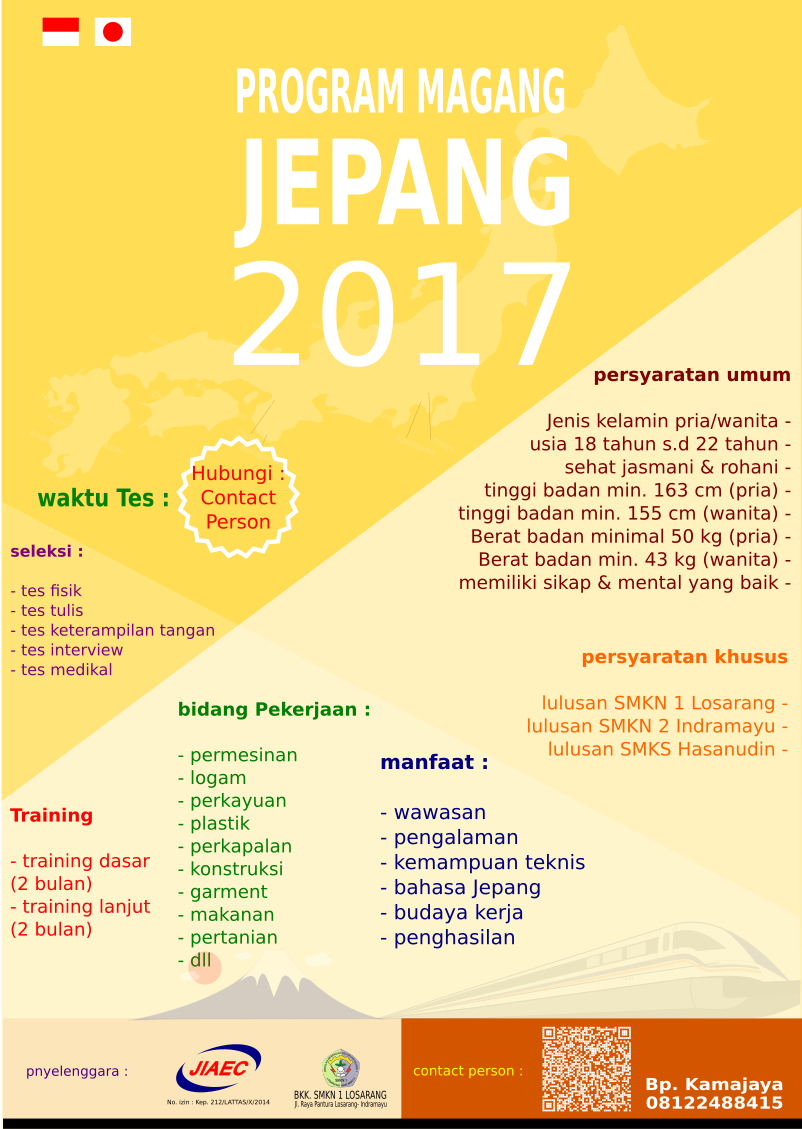 PROGRAM MAGANG
JEPANG
2017
persyaratan umum
Jenis kelamin pria/wanita -
usia 18 tahun s.d 22 tahun -
sehat jasmani & rohani -
tinggi badan min. 163 cm (pria) -
tinggi badan min. 155 cm (wanita) -
Berat badan minimal 50 kg (pria) -
Berat badan min. 43 kg (wanita) -
memiliki sikap & mental yang baik -
waktu Tes :
Hubungi :
Contact
Person
seleksi :
- tes fisik
- tes tulis
- tes keterampilan tangan
- tes interview
- tes medikal
persyaratan khusus
lulusan SMKN 1 Losarang -
lulusan SMKN 2 Indramayu -
lulusan SMKS Hasanudin -
bidang Pekerjaan :
- permesinan
- logam
- perkayuan
- plastik
- perkapalan
- konstruksi
- garment
- makanan
- pertanian
- dll
manfaat :
- wawasan
- pengalaman
- kemampuan teknis
- bahasa Jepang
- budaya kerja
- penghasilan
Training
- training dasar
(2 bulan)
- training lanjut
(2 bulan)
pnyelenggara :
JIAEC
No. izin : Kep. 212/LATTAS/X/2014
BKK. SMKN 1 LOSARANG
Jl. Raya Pantura Losarang- Indramayu
contact person :
Bp. Kamajaya
08122488415